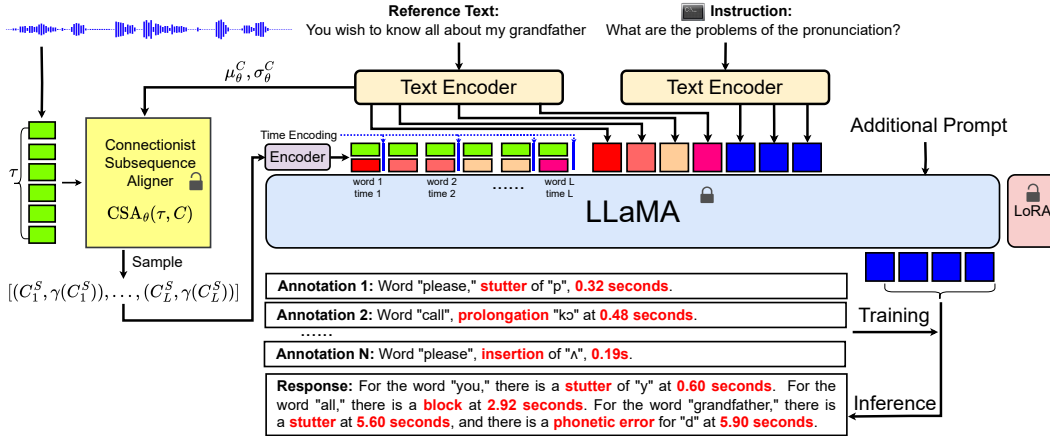 Reference Text:
You wish to know all about my grandfather
Instruction:
What are the problems of the pronunciation?
μ_θ^C, σ_θ^C
Text Encoder
Text Encoder
Additional Prompt
Time Encoding
Encoder
τ
Connectionist
Subsequence
Aligner
CSA_θ(τ, C)
word 1
time 1
word 2
time 2
......
word L
time L
LLaMA
LoRA
Sample
[(C_1^S, γ(C_1^S)), . . . , (C_L^S, γ(C_L^S))]
Annotation 1: Word "please," stutter of "p", 0.32 seconds.
Annotation 2: Word "call", prolongation "kɔ" at 0.48 seconds.
......
Annotation N: Word "please", insertion of "ʌ", 0.19s.
Training
Response: For the word "you," there is a stutter of "y" at 0.60 seconds. For the
word "all," there is a block at 2.92 seconds. For the word "grandfather," there is
a stutter at 5.60 seconds, and there is a phonetic error for "d" at 5.90 seconds.
Inference